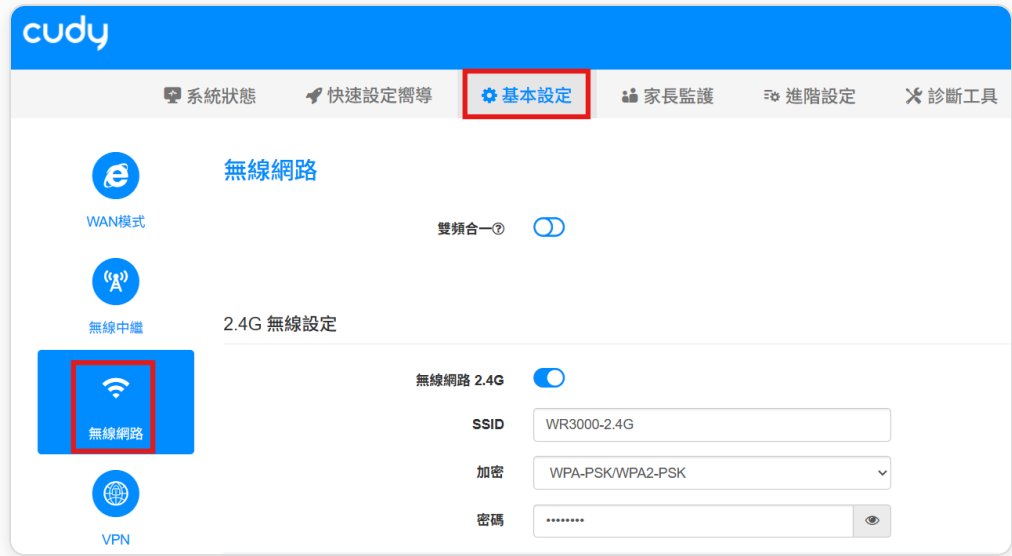 cudy
系統狀態 快速設定嚮導 基本設定 家長監護 進階設定 診斷工具
WAN模式
無線中繼
無線網路
VPN
無線網路
雙頻合一?
2.4G 無線設定
無線網路 2.4G
SSID WR3000-2.4G
加密 WPA-PSK/WPA2-PSK
密碼 ••••••••